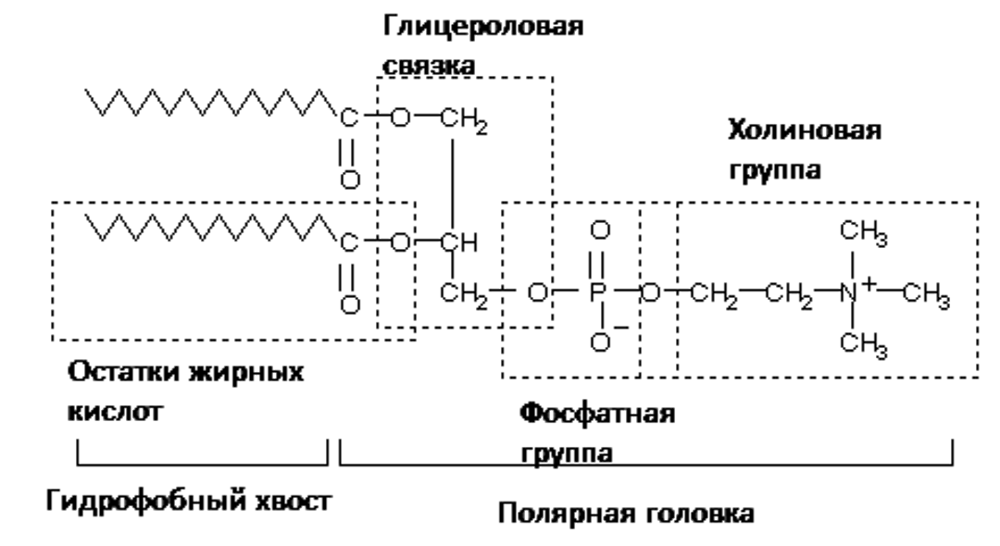 Глицероловая
связка
C—O—CH2
O
Холиновая
группа
C—O—CH
O
O
CH3
CH2—O—P—O—CH2—CH2—N+—CH3
O−
CH3
Остатки жирных
кислот
Фосфатная
группа
Гидрофобный хвост
Полярная головка